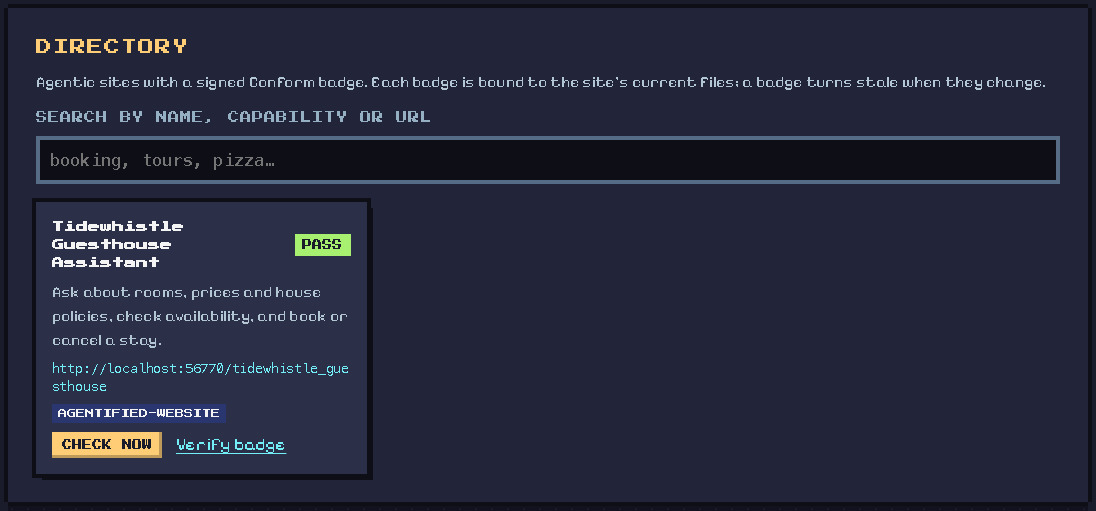 DIRECTORY
Agentic sites with a signed Conform badge. Each badge is bound to the site's current files; a badge turns stale when they change.
SEARCH BY NAME, CAPABILITY OR URL
booking, tours, pizza…
Tidewhistle
Guesthouse
Assistant
PASS
Ask about rooms, prices and house
policies, check availability, and book or
cancel a stay.
http://localhost:56770/tidewhistle_gue
sthouse
AGENTIFIED-WEBSITE
CHECK NOW Verify badge